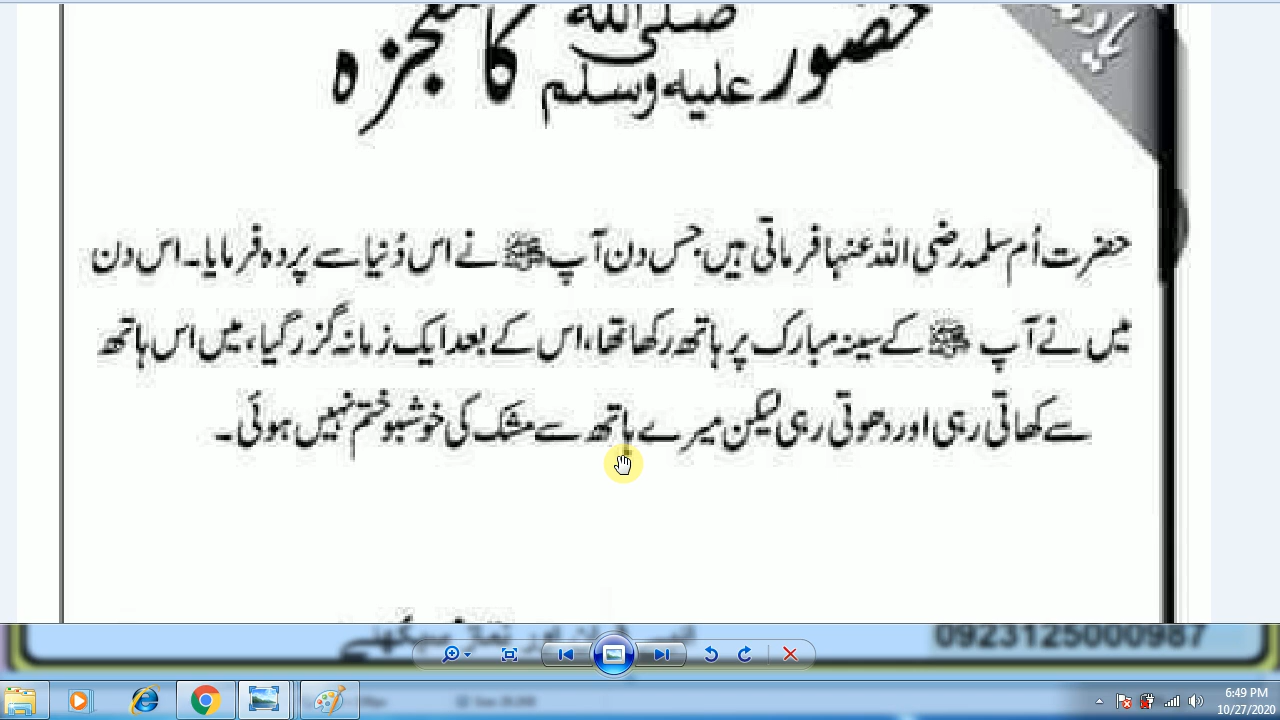 حضور صلی اللہ علیہ وسلم کا معجزہ
حضرت اُم سلمہ رضی اللہ عنہا فرماتی ہیں جس دن آپ ﷺ نے اس دُنیا سے پردہ فرمایا۔ اس دن
میں نے آپ ﷺ کے سینہ مبارک پر ہاتھ رکھا تھا، اس کے بعد ایک زمانہ گزر گیا، میں اس ہاتھ
سے کھاتی رہی اور دھوتی رہی لیکن میرے ہاتھ سے مشک کی خوشبو ختم نہیں ہوئی۔
0923125000987
6:49 PM
10/27/2020